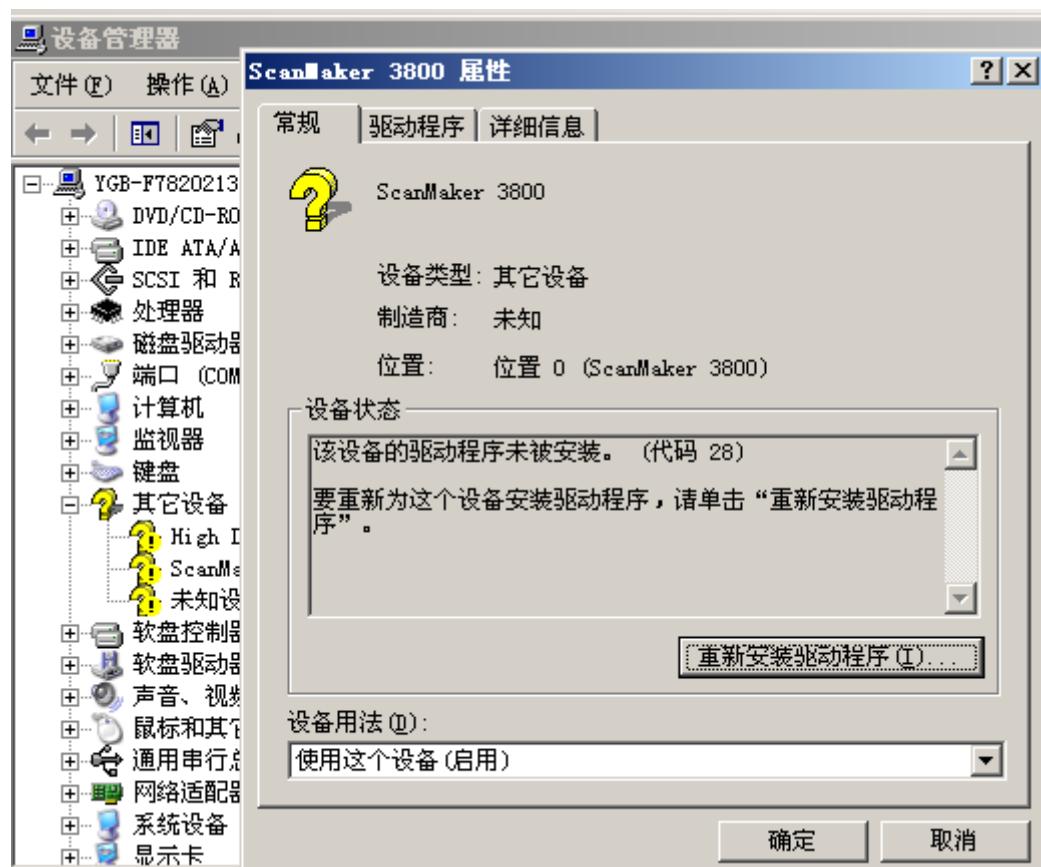 设备管理器
文件(F) 操作(A)
YGB-F7820213
DVD/CD-RO
IDE ATA/A
SCSI 和 R
处理器
磁盘驱动器
端口 (COM
计算机
监视器
键盘
其它设备
High D
ScanMa
未知设
软盘控制器
软盘驱动器
声音、视频
鼠标和其它
通用串行总
网络适配器
系统设备
显示卡
ScanMaker 3800 属性
常规 驱动程序 详细信息
ScanMaker 3800
设备类型: 其它设备
制造商: 未知
位置: 位置 0 (ScanMaker 3800)
设备状态
该设备的驱动程序未被安装。 (代码 28)
要重新为这个设备安装驱动程序，请单击“重新安装驱动程
序”。
重新安装驱动程序(I)...
设备用法(D):
使用这个设备(启用)
确定 取消